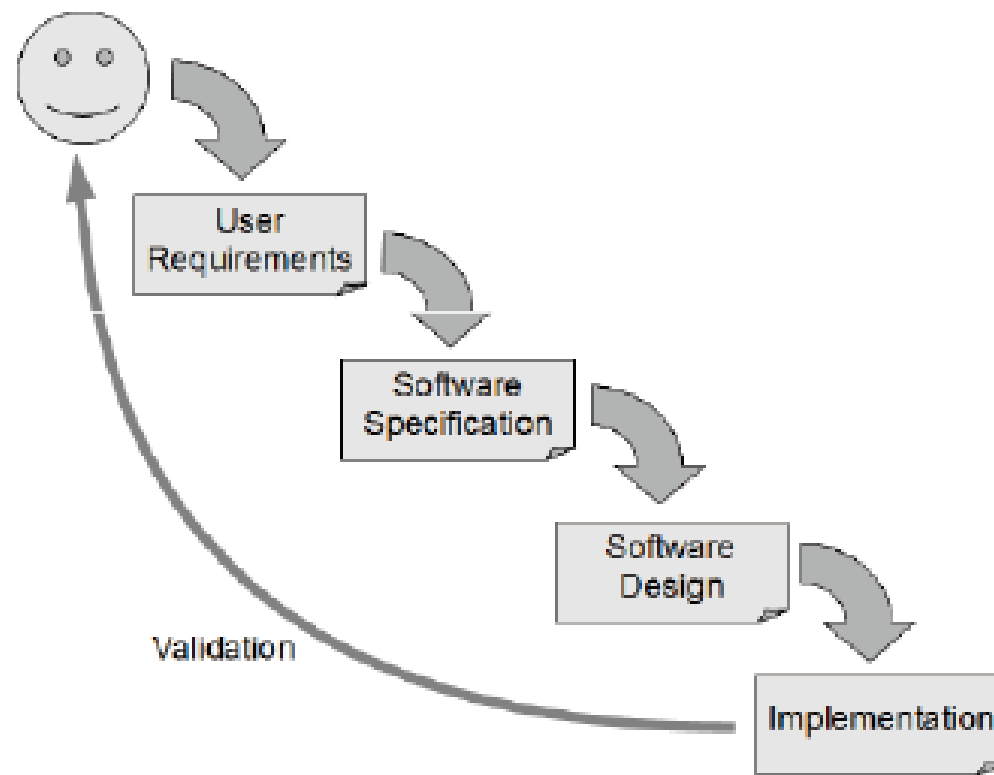 User
Requirements
Software
Specification
Software
Design
Validation
Implementation